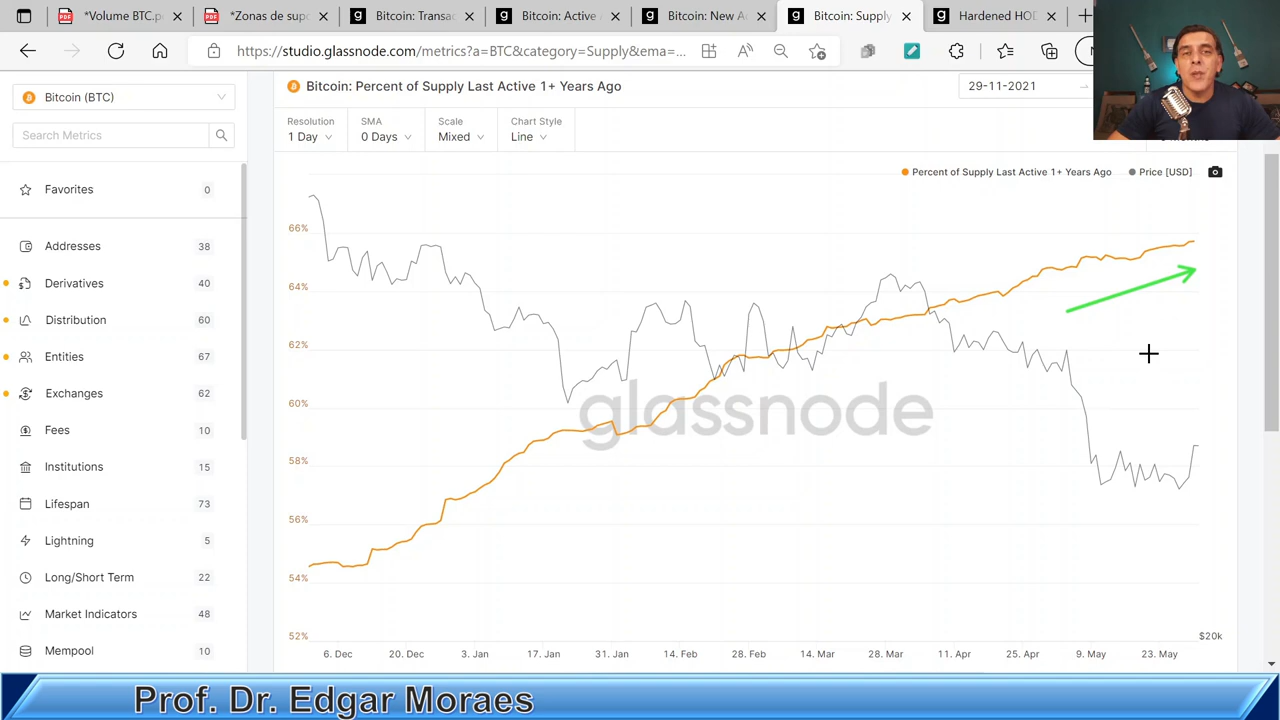 *Volume BTC.p
*Zonas de sup
Bitcoin: Transac
Bitcoin: Active
Bitcoin: New A
Bitcoin: Supply
Hardened HOD
https://studio.glassnode.com/metrics?a=BTC&category=Supply&ema=...
Bitcoin (BTC)
Search Metrics
Favorites 0
Addresses 38
Derivatives 40
Distribution 60
Entities 67
Exchanges 62
Fees 10
Institutions 15
Lifespan 73
Lightning 5
Long/Short Term 22
Market Indicators 48
Mempool 10
Bitcoin: Percent of Supply Last Active 1+ Years Ago
29-11-2021
Resolution
1 Day
SMA
0 Days
Scale
Mixed
Chart Style
Line
Percent of Supply Last Active 1+ Years Ago
Price [USD]
66%
64%
62%
60%
58%
56%
54%
52%
$20k
glassnode
6. Dec 20. Dec 3. Jan 17. Jan 31. Jan 14. Feb 28. Feb 14. Mar 28. Mar 11. Apr 25. Apr 9. May 23. May
Prof. Dr. Edgar Moraes